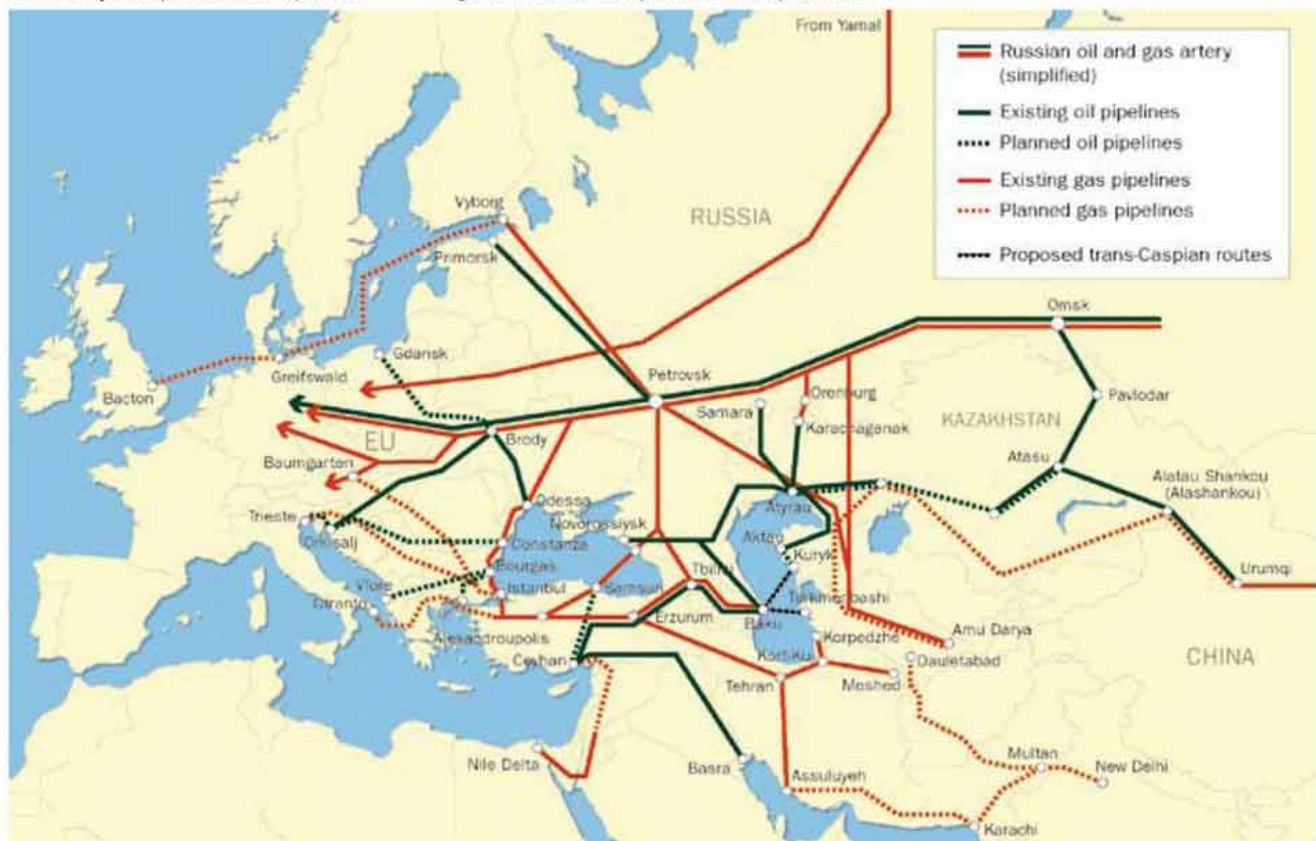 From Yamal
Russian oil and gas artery
(simplified)
Existing oil pipelines
Planned oil pipelines
Existing gas pipelines
Planned gas pipelines
Proposed trans-Caspian routes
Vyborg
RUSSIA
Primorsk
Omsk
Gdansk
Greifswald
Petrovsk
Orenburg
Pavlodar
Bacton
Samara
Karachaganak
KAZAKHSTAN
EU
Brody
Atasu
Baumgarten
Alatau Shankou
(Alashankou)
Odessa
Atyrau
Trieste
Novorossiysk
Omisalj
Constanza
Aktau
Kuryk
Bourgas
Urumqi
Vlore
Istanbul
Samsun
Tbilisi
Turkmenbashi
Otranto
Baku
Alexandroupolis
Erzurum
Korpedzhe
Amu Darya
Ceyhan
Kortkui
Dauletabad
CHINA
Tehran
Meshed
Nile Delta
Basra
Assuluyeh
Multan
New Delhi
Karachi